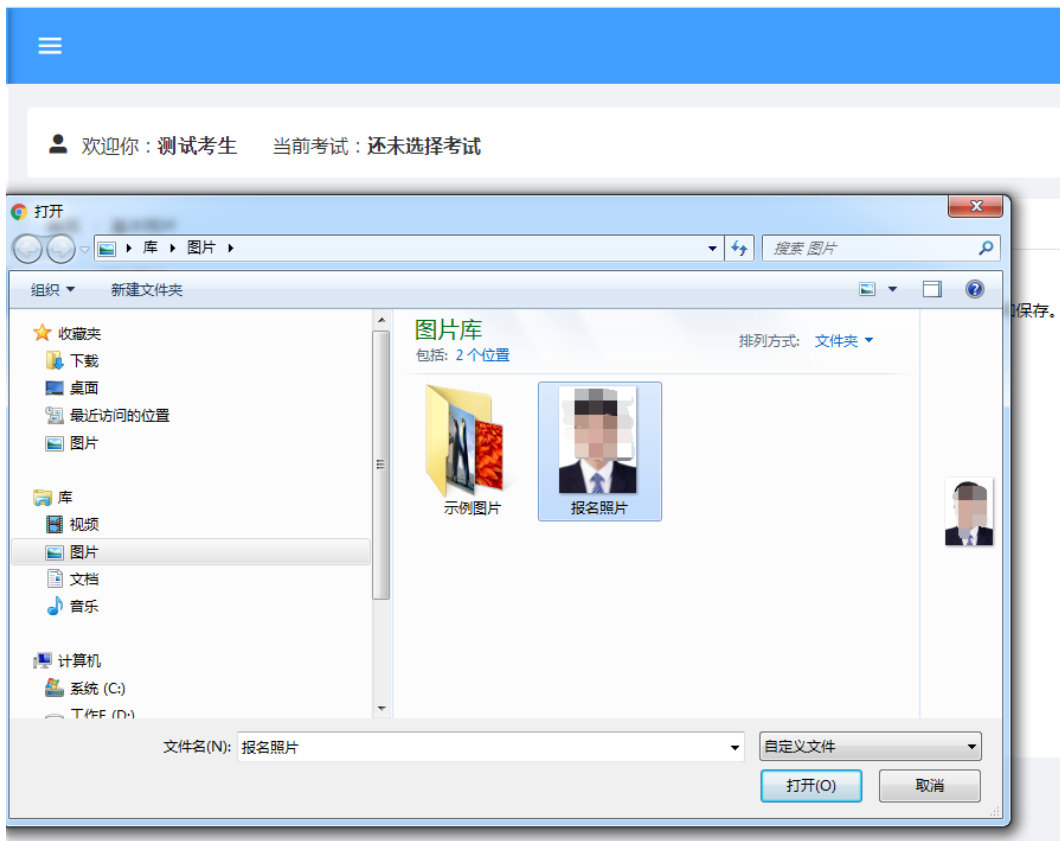 欢迎你：测试考生 当前考试：还未选择考试
打开
库 图片
搜索 图片
组织 新建文件夹
保存。
收藏夹
下载
桌面
最近访问的位置
图片
库
视频
图片
文档
音乐
计算机
系统 (C:)
图片库
包括: 2 个位置
排列方式: 文件夹
示例图片
报名照片
文件名(N): 报名照片
自定义文件
打开(O) 取消